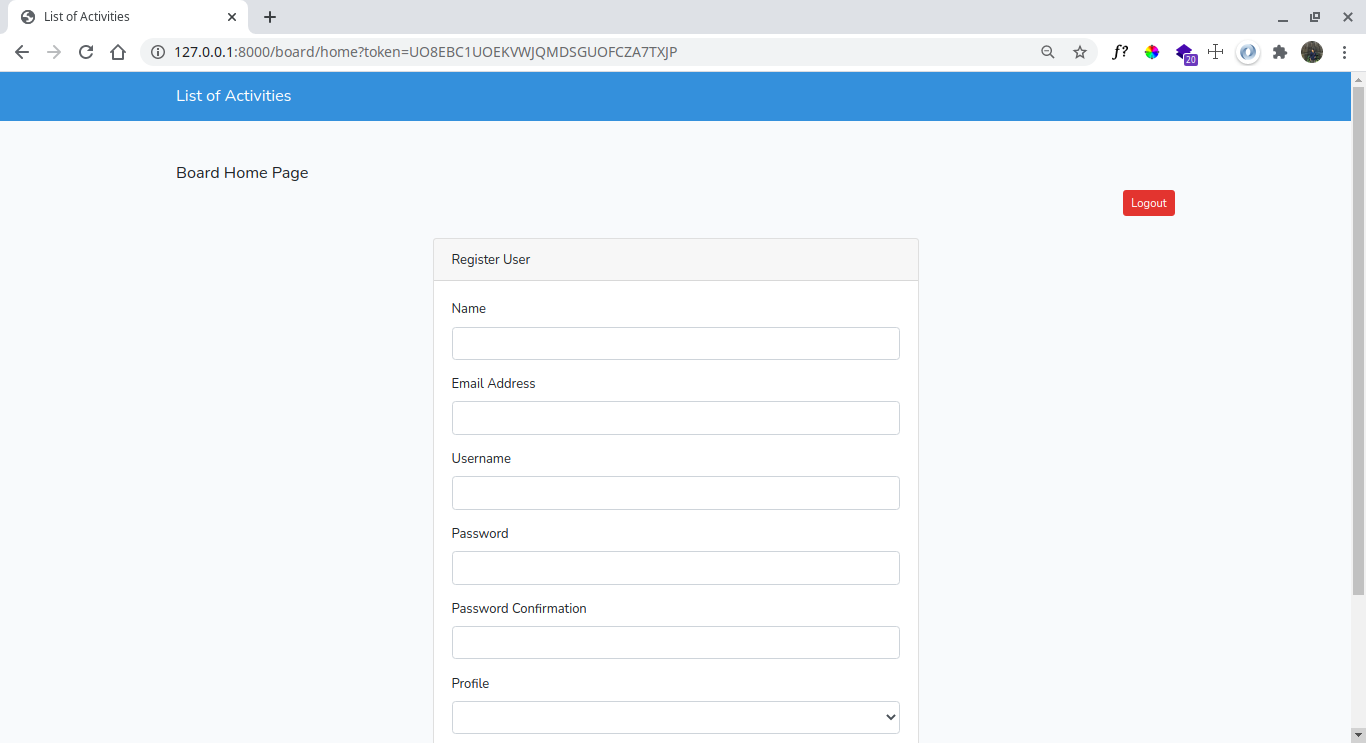 List of Activities
127.0.0.1:8000/board/home?token=UO8EBC1UOEKVWJQMDSGUOFCZA7TXJP
f?
20
List of Activities
Board Home Page
Logout
Register User
Name
Email Address
Username
Password
Password Confirmation
Profile